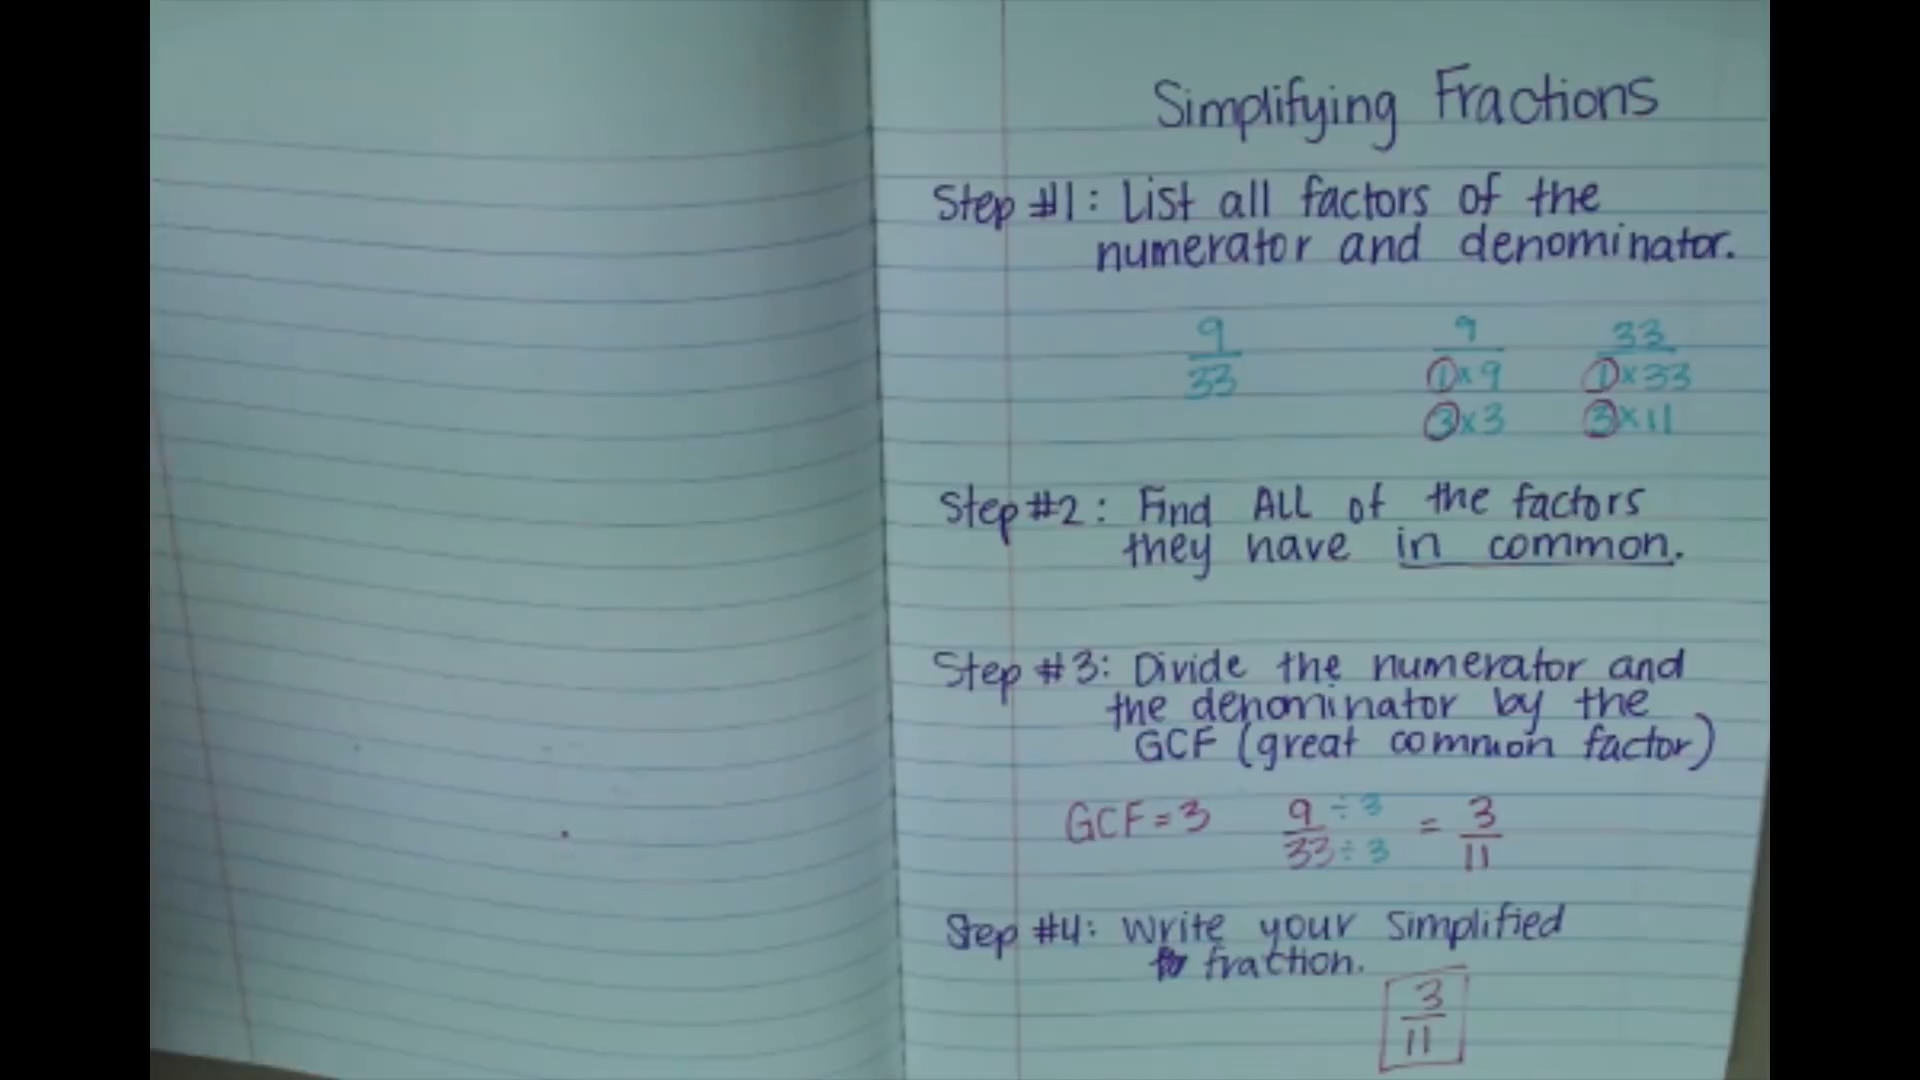 Simplifying Fractions
Step #1: List all factors of the
numerator and denominator.
9 9 33
33 1x9 1x33
3x3 3x11
Step #2: Find ALL of the factors
they have in common.
Step #3: Divide the numerator and
the denominator by the
GCF (great common factor)
GCF = 3 9 ÷ 3 = 3
33 ÷ 3 11
Step #4: Write your simplified
fraction.
3
11